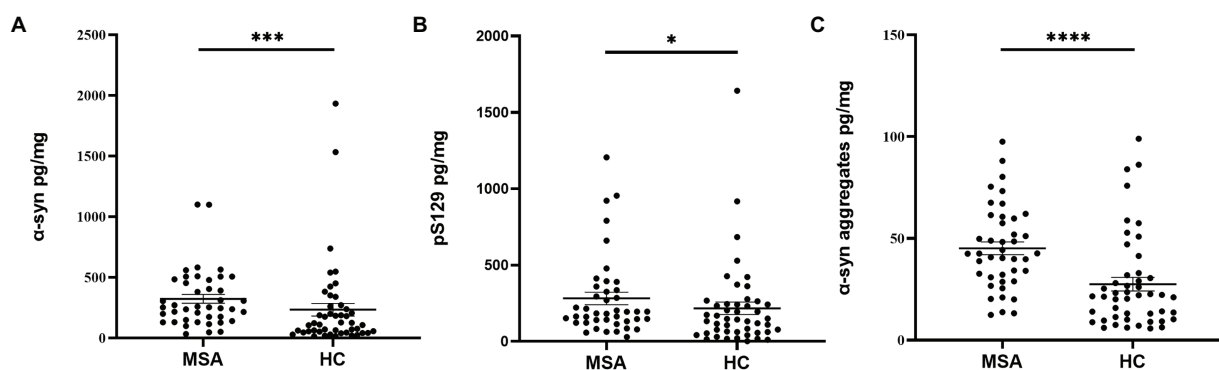 A
α-syn pg/mg
2500
2000
1500
1000
500
0
***
MSA
HC
B
pS129 pg/mg
2000
1500
1000
500
0
*
MSA
HC
C
α-syn aggregates pg/mg
150
100
50
0
****
MSA
HC